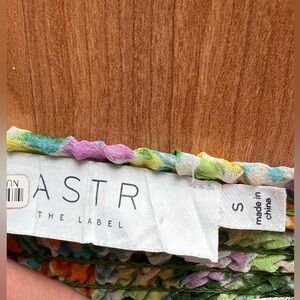 ASTR
THE LABEL
S
made in
china